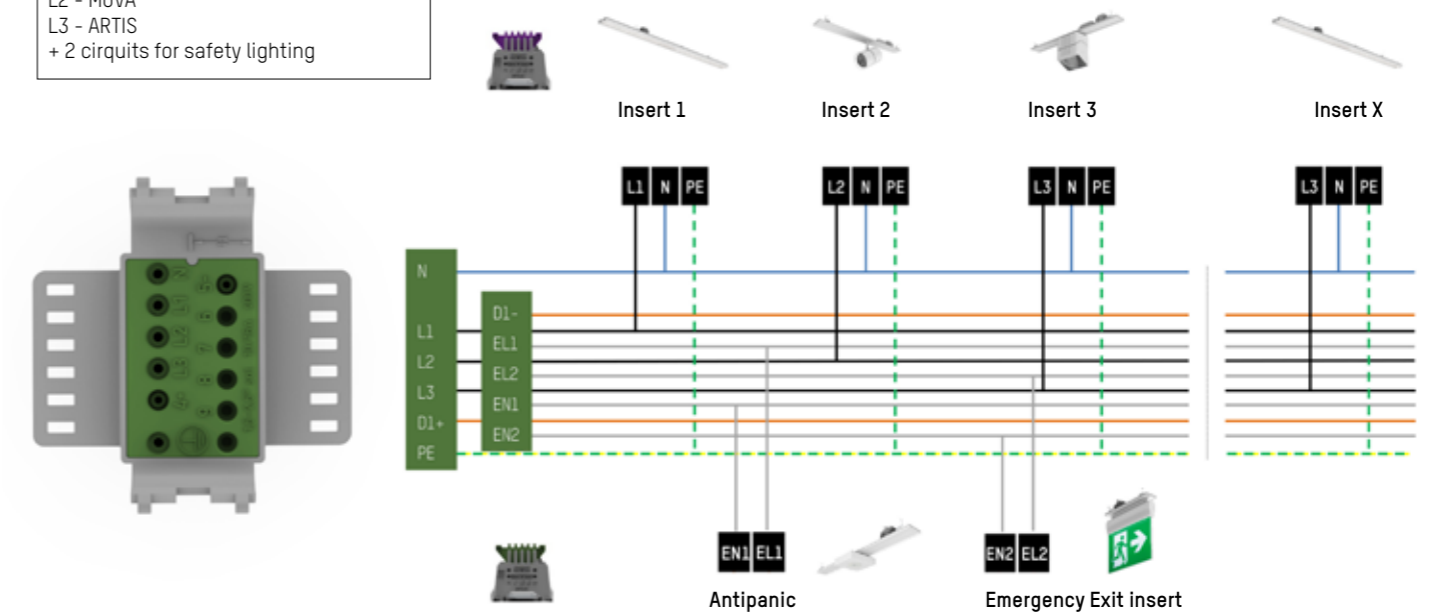 L2 - MOVA
L3 - ARTIS
+ 2 cirquits for safety lighting
Insert 1
Insert 2
Insert 3
Insert X
L1 N PE
L2 N PE
L3 N PE
L3 N PE
N
D1-
L1
EL1
L2
EL2
L3
EN1
D1+
EN2
PE
EN1 EL1
EN2 EL2
Antipanic
Emergency Exit insert